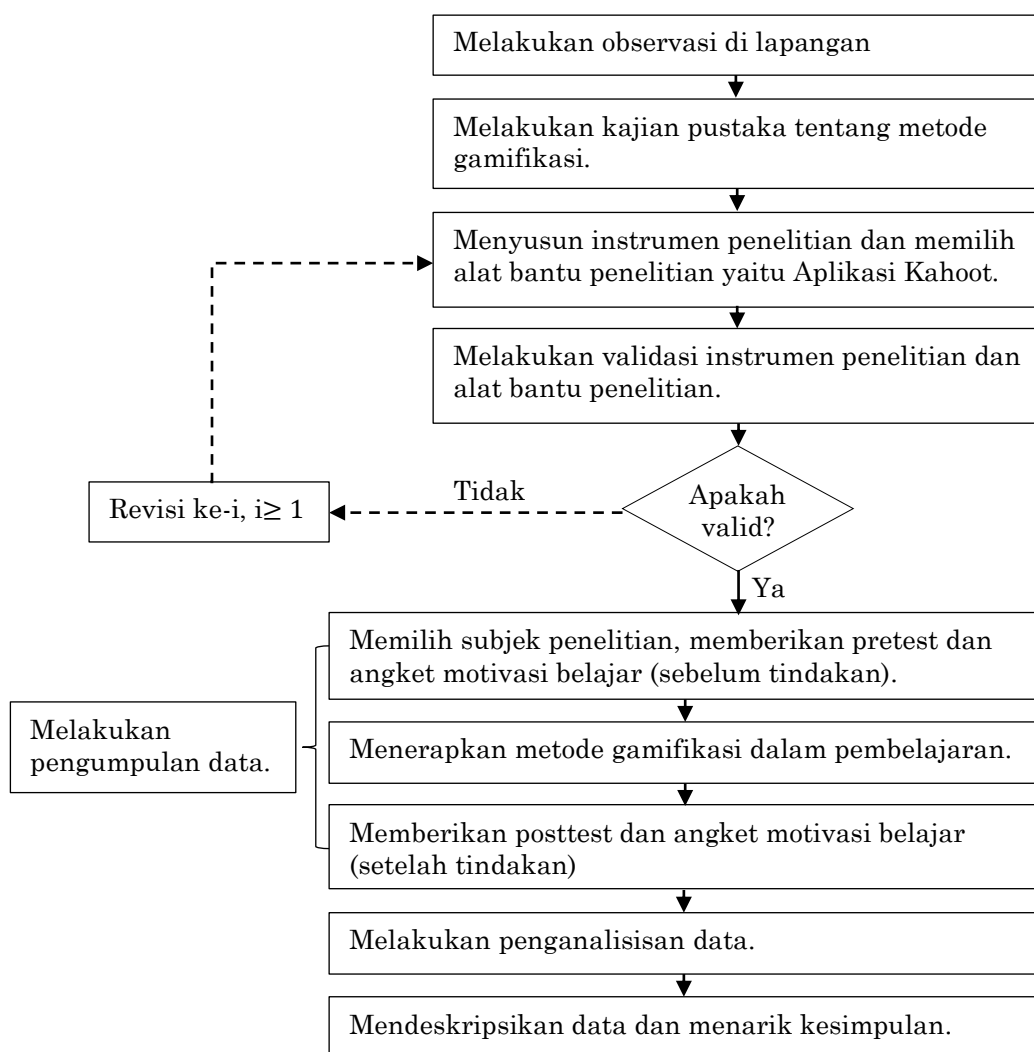 Melakukan observasi di lapangan
Melakukan kajian pustaka tentang metode
gamifikasi.
Menyusun instrumen penelitian dan memilih
alat bantu penelitian yaitu Aplikasi Kahoot.
Melakukan validasi instrumen penelitian dan
alat bantu penelitian.
Apakah
valid?
Tidak
Revisi ke-i, i≥ 1
Ya
Melakukan
pengumpulan data.
Memilih subjek penelitian, memberikan pretest dan
angket motivasi belajar (sebelum tindakan).
Menerapkan metode gamifikasi dalam pembelajaran.
Memberikan posttest dan angket motivasi belajar
(setelah tindakan)
Melakukan penganalisisan data.
Mendeskripsikan data dan menarik kesimpulan.